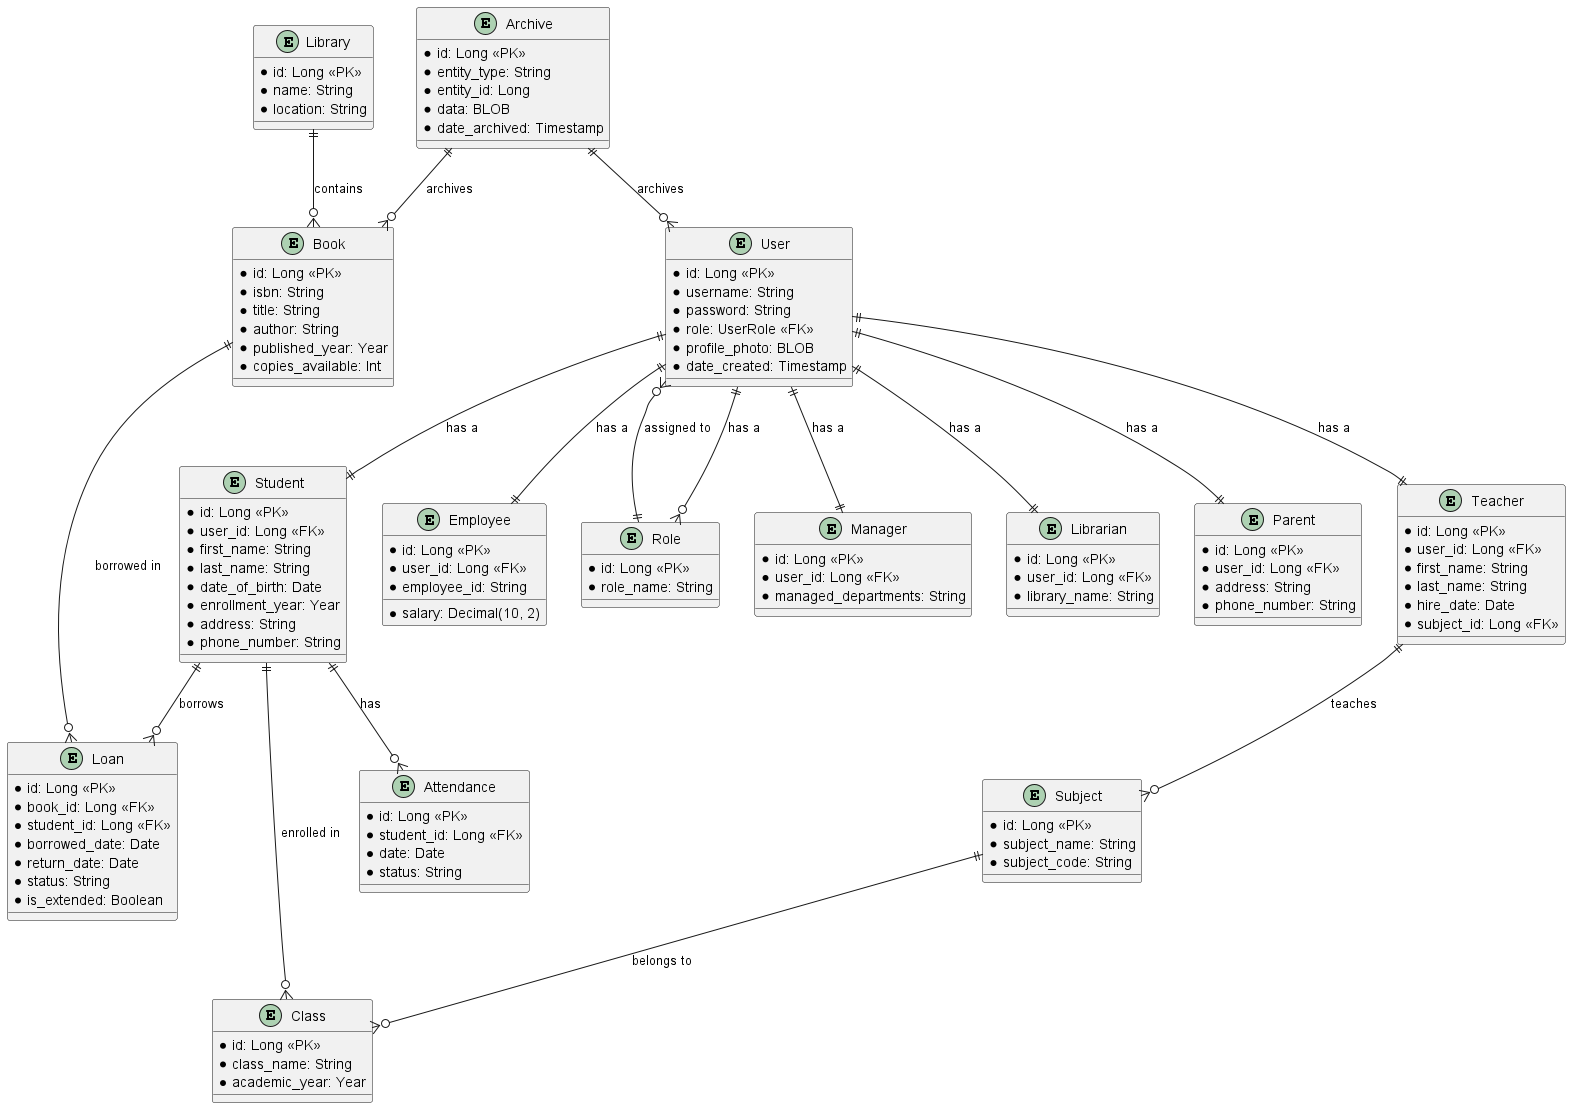 E Library
* id: Long «PK»
* name: String
* location: String
E Archive
* id: Long «PK»
* entity_type: String
* entity_id: Long
* data: BLOB
* date_archived: Timestamp
contains
archives
archives
E Book
* id: Long «PK»
* isbn: String
* title: String
* author: String
* published_year: Year
* copies_available: Int
E User
* id: Long «PK»
* username: String
* password: String
* role: UserRole «FK»
* profile_photo: BLOB
* date_created: Timestamp
has a
has a
assigned to
has a
has a
has a
has a
has a
borrowed in
E Student
* id: Long «PK»
* user_id: Long «FK»
* first_name: String
* last_name: String
* date_of_birth: Date
* enrollment_year: Year
* address: String
* phone_number: String
E Employee
* id: Long «PK»
* user_id: Long «FK»
* employee_id: String
* salary: Decimal(10, 2)
E Role
* id: Long «PK»
* role_name: String
E Manager
* id: Long «PK»
* user_id: Long «FK»
* managed_departments: String
E Librarian
* id: Long «PK»
* user_id: Long «FK»
* library_name: String
E Parent
* id: Long «PK»
* user_id: Long «FK»
* address: String
* phone_number: String
E Teacher
* id: Long «PK»
* user_id: Long «FK»
* first_name: String
* last_name: String
* hire_date: Date
* subject_id: Long «FK»
borrows
has
teaches
E Loan
* id: Long «PK»
* book_id: Long «FK»
* student_id: Long «FK»
* borrowed_date: Date
* return_date: Date
* status: String
* is_extended: Boolean
enrolled in
E Attendance
* id: Long «PK»
* student_id: Long «FK»
* date: Date
* status: String
E Subject
* id: Long «PK»
* subject_name: String
* subject_code: String
belongs to
E Class
* id: Long «PK»
* class_name: String
* academic_year: Year